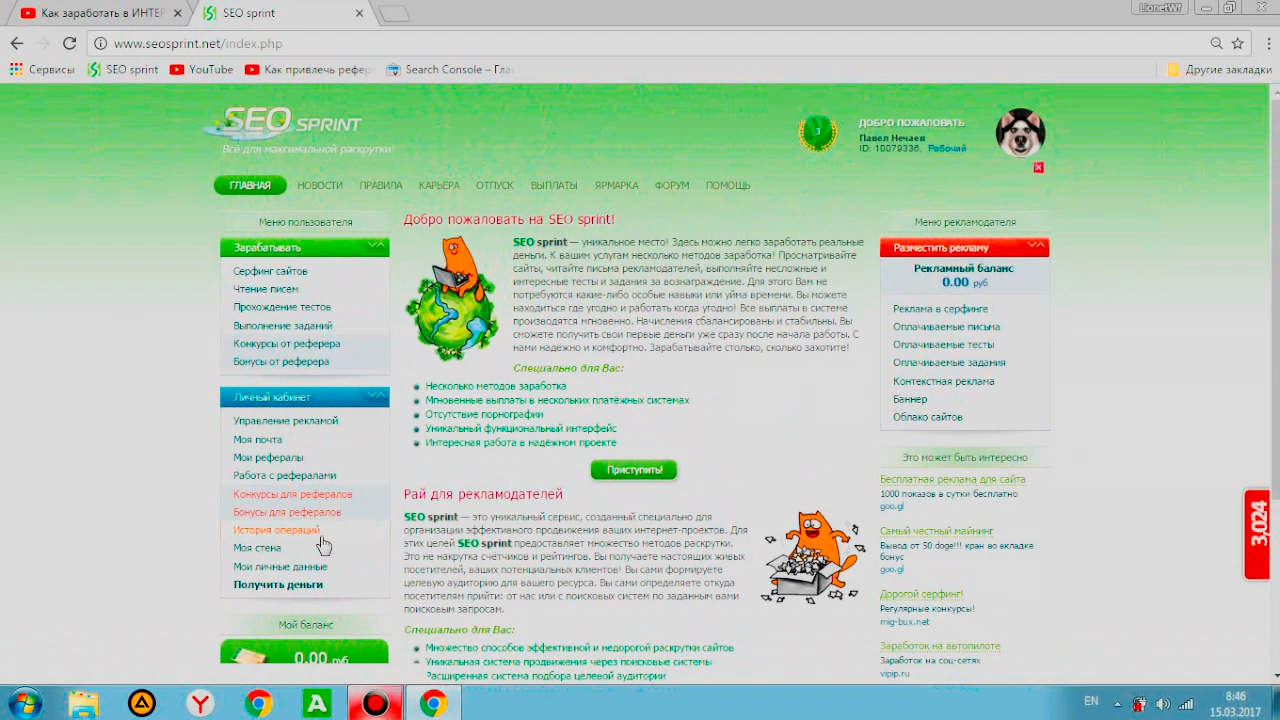 Как заработать в ИНТЕР
SEO sprint
LionetWf
www.seosprint.net/index.php
Сервисы
SEO sprint
YouTube
Как привлечь рефер
Search Console – Гла
Другие закладки
SEO SPRINT
Всё для максимальной раскрутки!
3
ДОБРО ПОЖАЛОВАТЬ
Павел Нечаев
ID: 10079336, Рабочий
ГЛАВНАЯ
НОВОСТИ
ПРАВИЛА
КАРЬЕРА
ОТПУСК
ВЫПЛАТЫ
ЯРМАРКА
ФОРУМ
ПОМОЩЬ
Меню пользователя
Зарабатывать
Серфинг сайтов
Чтение писем
Прохождение тестов
Выполнение заданий
Конкурсы от реферера
Бонусы от реферера
Личный кабинет
Управление рекламой
Моя почта
Мои рефералы
Работа с рефералами
Конкурсы для рефералов
Бонусы для рефералов
История операций
Моя стена
Мои личные данные
Получить деньги
Мой баланс
0.00 руб
Добро пожаловать на SEO sprint!
SEO sprint — уникальное место! Здесь можно легко заработать реальные
деньги. К вашим услугам несколько методов заработка! Просматривайте
сайты, читайте письма рекламодателей, выполняйте несложные и
интересные тесты и задания за вознаграждение. Для этого Вам не
потребуются какие-либо особые навыки или уйма времени. Вы можете
находиться где угодно и работать когда угодно! Все выплаты в системе
производятся мгновенно. Начисления сбалансированы и стабильны. Вы
сможете получить свои первые деньги уже сразу после начала работы. С
нами надёжно и комфортно. Зарабатывайте столько, сколько захотите!
Специально для Вас:
Несколько методов заработка
Мгновенные выплаты в нескольких платёжных системах
Отсутствие порнографии
Уникальный функциональный интерфейс
Интересная работа в надёжном проекте
Приступить!
Рай для рекламодателей
SEO sprint — это уникальный сервис, созданный специально для
организации эффективного продвижения ваших интернет-проектов. Для
этих целей SEO sprint предоставляет множество методов раскрутки.
Это не накрутка счётчиков и рейтингов. Вы получаете настоящих живых
посетителей, ваших потенциальных клиентов! Вы сами формируете
целевую аудиторию для вашего ресурса. Вы сами определяете откуда
посетителям прийти: от нас или с поисковых систем по заданным вами
поисковым запросам.
Специально для Вас:
Множество способов эффективной и недорогой раскрутки сайтов
Уникальная система продвижения через поисковые системы
Расширенная система подбора целевой аудитории
Меню рекламодателя
Разместить рекламу
Рекламный баланс
0.00 руб
Реклама в серфинге
Оплачиваемые письма
Оплачиваемые тесты
Оплачиваемые задания
Контекстная реклама
Баннер
Облако сайтов
Это может быть интересно
Бесплатная реклама для сайта
1000 показов в сутки бесплатно
goo.gl
Самый честный майнинг
Вывод от 50 doge!!! кран во вкладке
бонус
goo.gl
Дорогой серфинг!
Регулярные конкурсы!
mig-bux.net
Заработок на автопилоте
Заработок на соц-сетях
vipip.ru
3,024
EN
8:46
15.03.2017